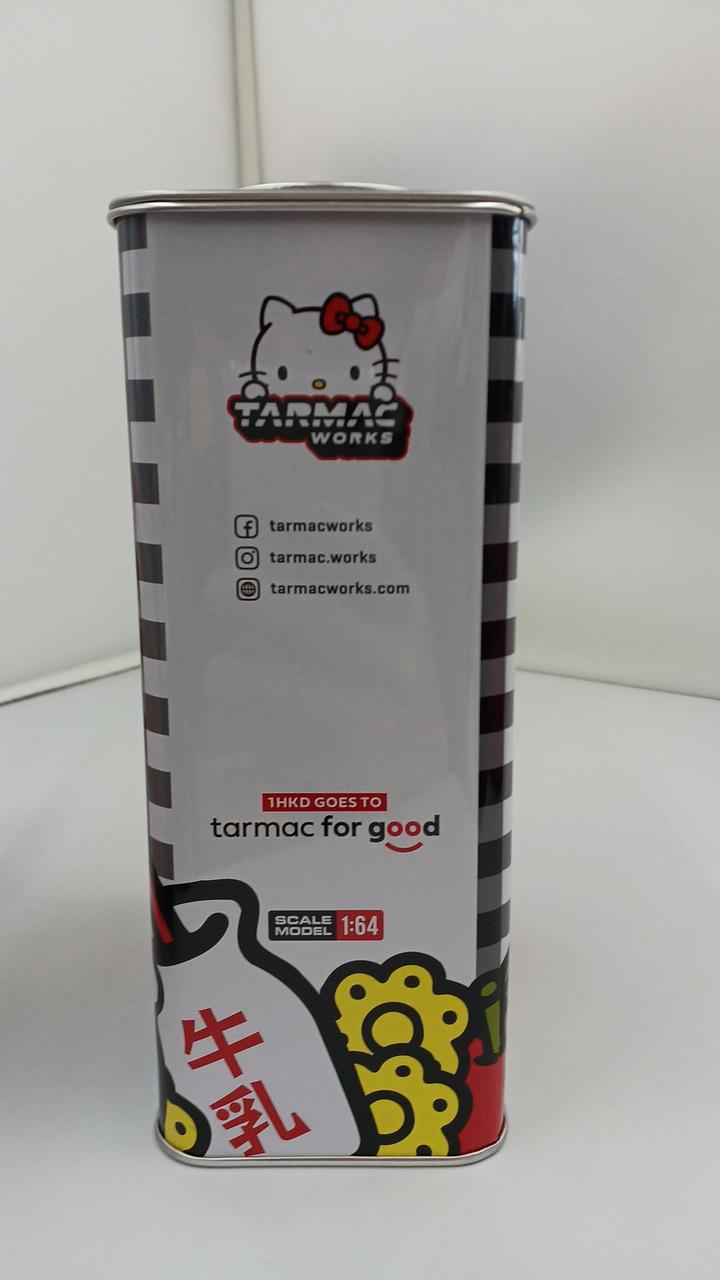 TARMAC
WORKS
tarmacworks
tarmac.works
tarmacworks.com
1HKD GOES TO
tarmac for good
SCALE
MODEL 1:64
牛
乳